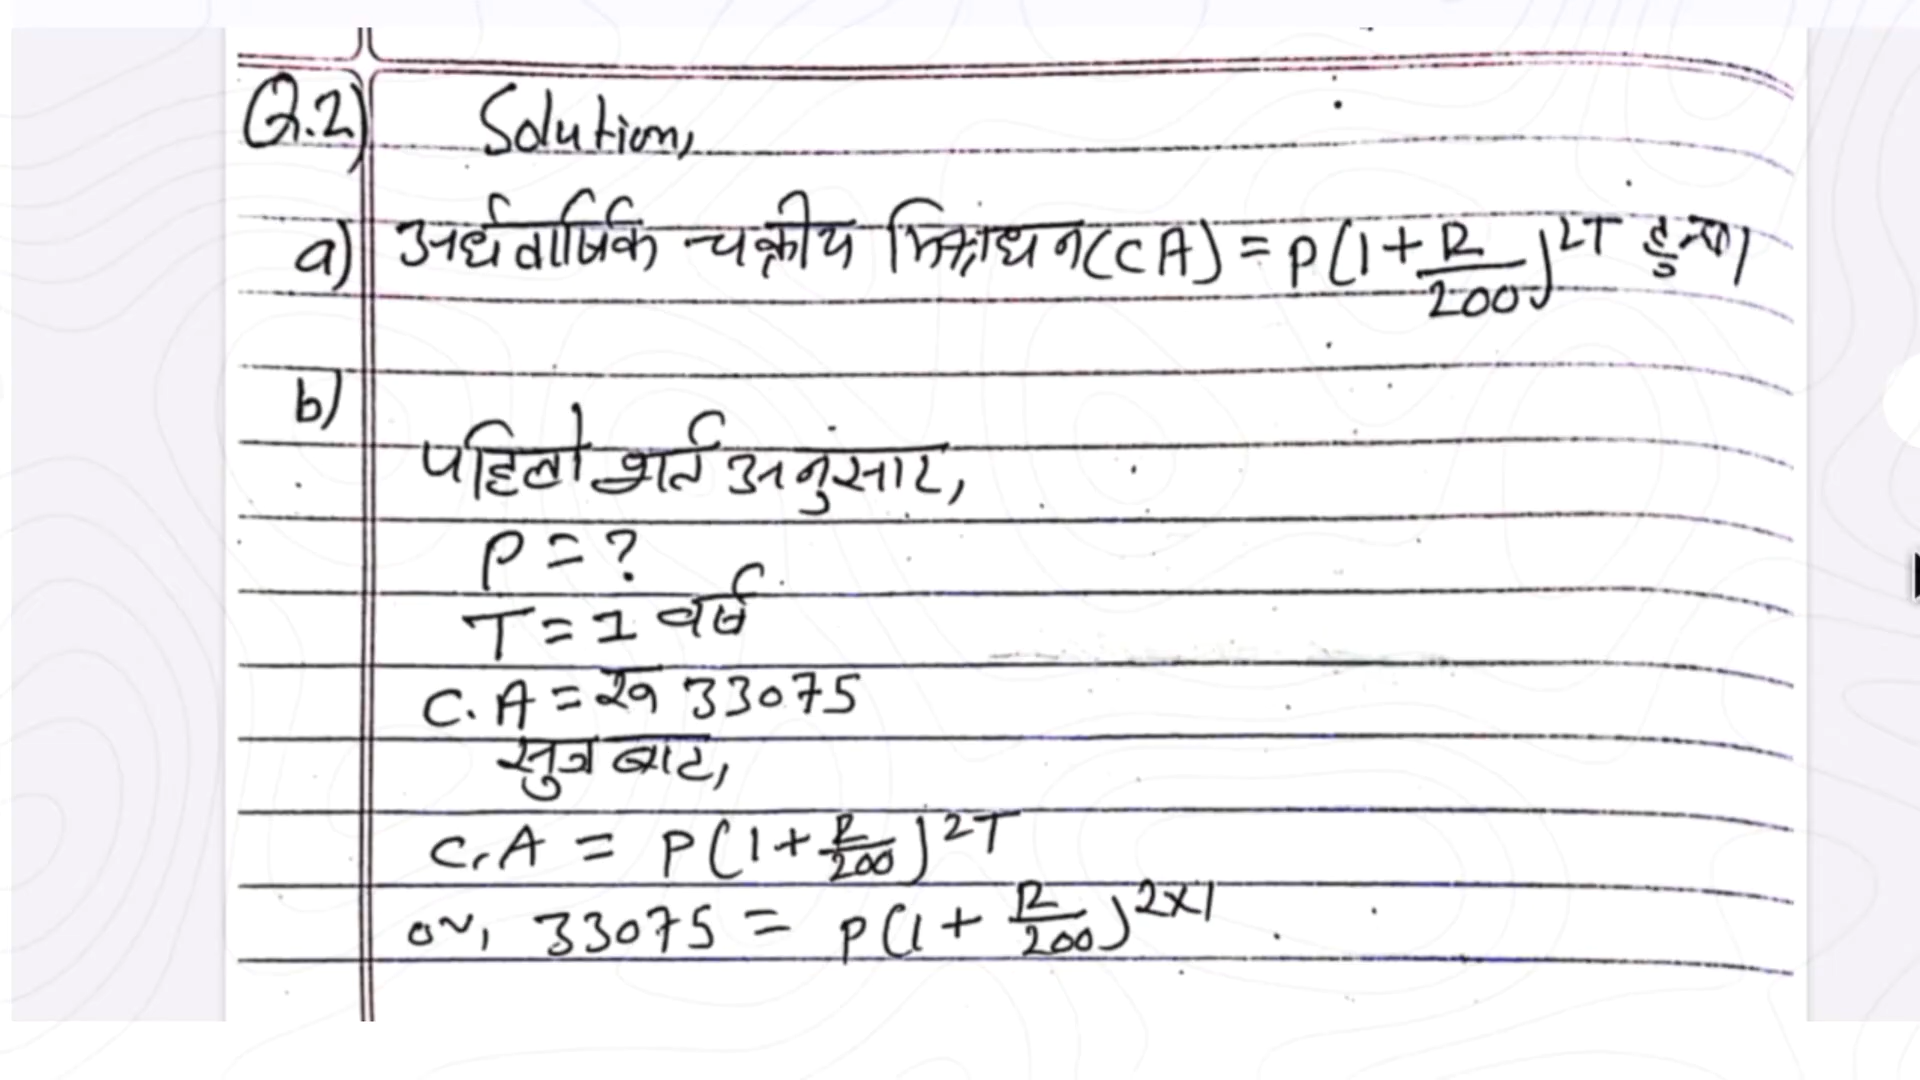 Q.2) Solution,
a) अर्धवार्षिक चक्रीय मिश्रधन (CA) = P(1+R/200)^2T हुन्छ।
b)
पहिलो शर्त अनुसार,
P = ?
T = 1 वर्ष
C.A = रु 33075
सुत्र बाट,
C.A = P(1+R/200)^2T
or, 33075 = P(1+R/200)^2×1